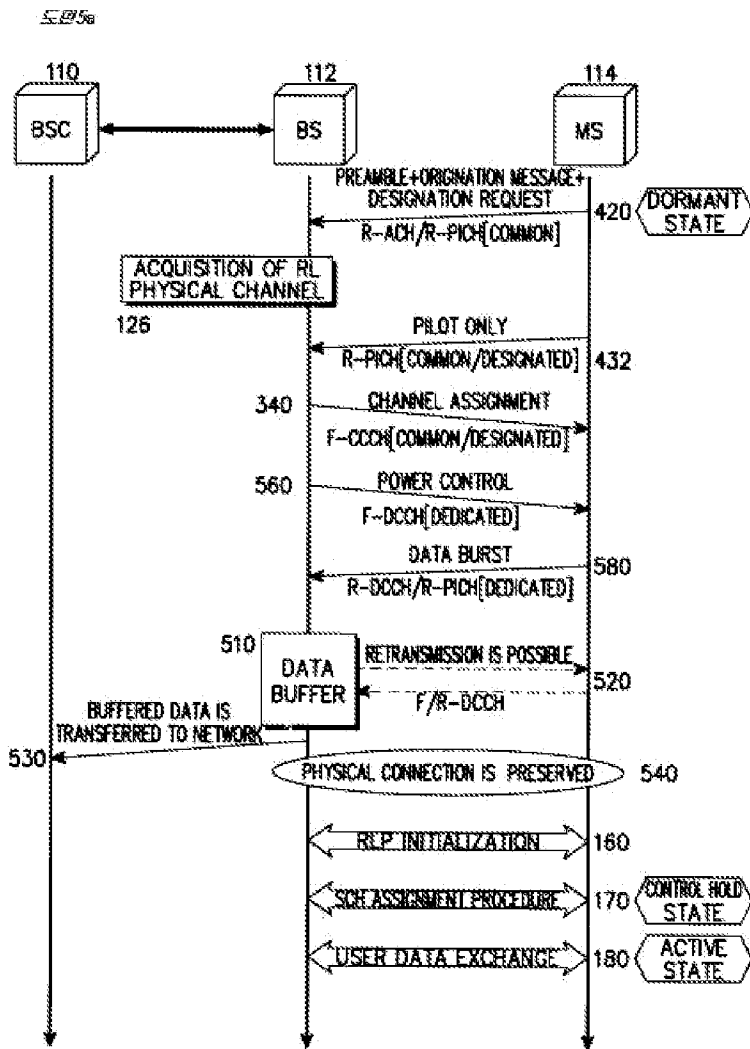 도면5a
110
112
114
BSC
BS
MS
PREAMBLE+ORIGINATION MESSAGE+
DESIGNATION REQUEST
R-ACH/R-PICH[COMMON]
420
DORMANT
STATE
ACQUISITION OF RL
PHYSICAL CHANNEL
126
PILOT ONLY
R-PICH[COMMON/DESIGNATED]
432
340
CHANNEL ASSIGNMENT
F-CCCH[COMMON/DESIGNATED]
560
POWER CONTROL
F-DCCH[DEDICATED]
DATA BURST
580
R-DCCH/R-PICH[DEDICATED]
510
DATA
BUFFER
RETRANSMISSION IS POSSIBLE
520
F/R-DCCH
BUFFERED DATA IS
TRANSFERRED TO NETWORK
530
PHYSICAL CONNECTION IS PRESERVED
540
RLP INITIALIZATION
160
SCH ASSIGNMENT PROCEDURE
170
CONTROL HOLD
STATE
USER DATA EXCHANGE
180
ACTIVE
STATE